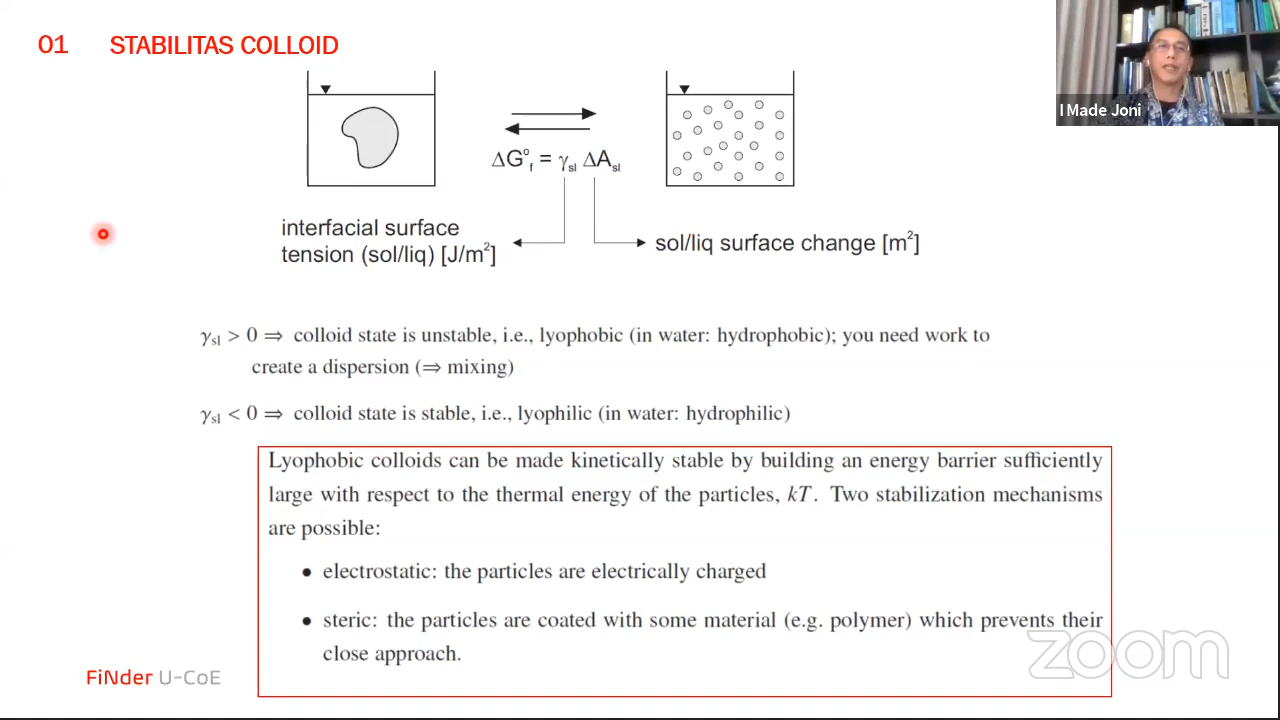 01 STABILITAS COLLOID
I Made Joni
ΔG°f = γsl ΔAsl
interfacial surface
tension (sol/liq) [J/m²]
sol/liq surface change [m²]
γsl > 0 ⇒ colloid state is unstable, i.e., lyophobic (in water: hydrophobic); you need work to
create a dispersion (⇒ mixing)
γsl < 0 ⇒ colloid state is stable, i.e., lyophilic (in water: hydrophilic)
Lyophobic colloids can be made kinetically stable by building an energy barrier sufficiently
large with respect to the thermal energy of the particles, kT. Two stabilization mechanisms
are possible:
• electrostatic: the particles are electrically charged
• steric: the particles are coated with some material (e.g. polymer) which prevents their
close approach.
zoom
FiNder U-CoE